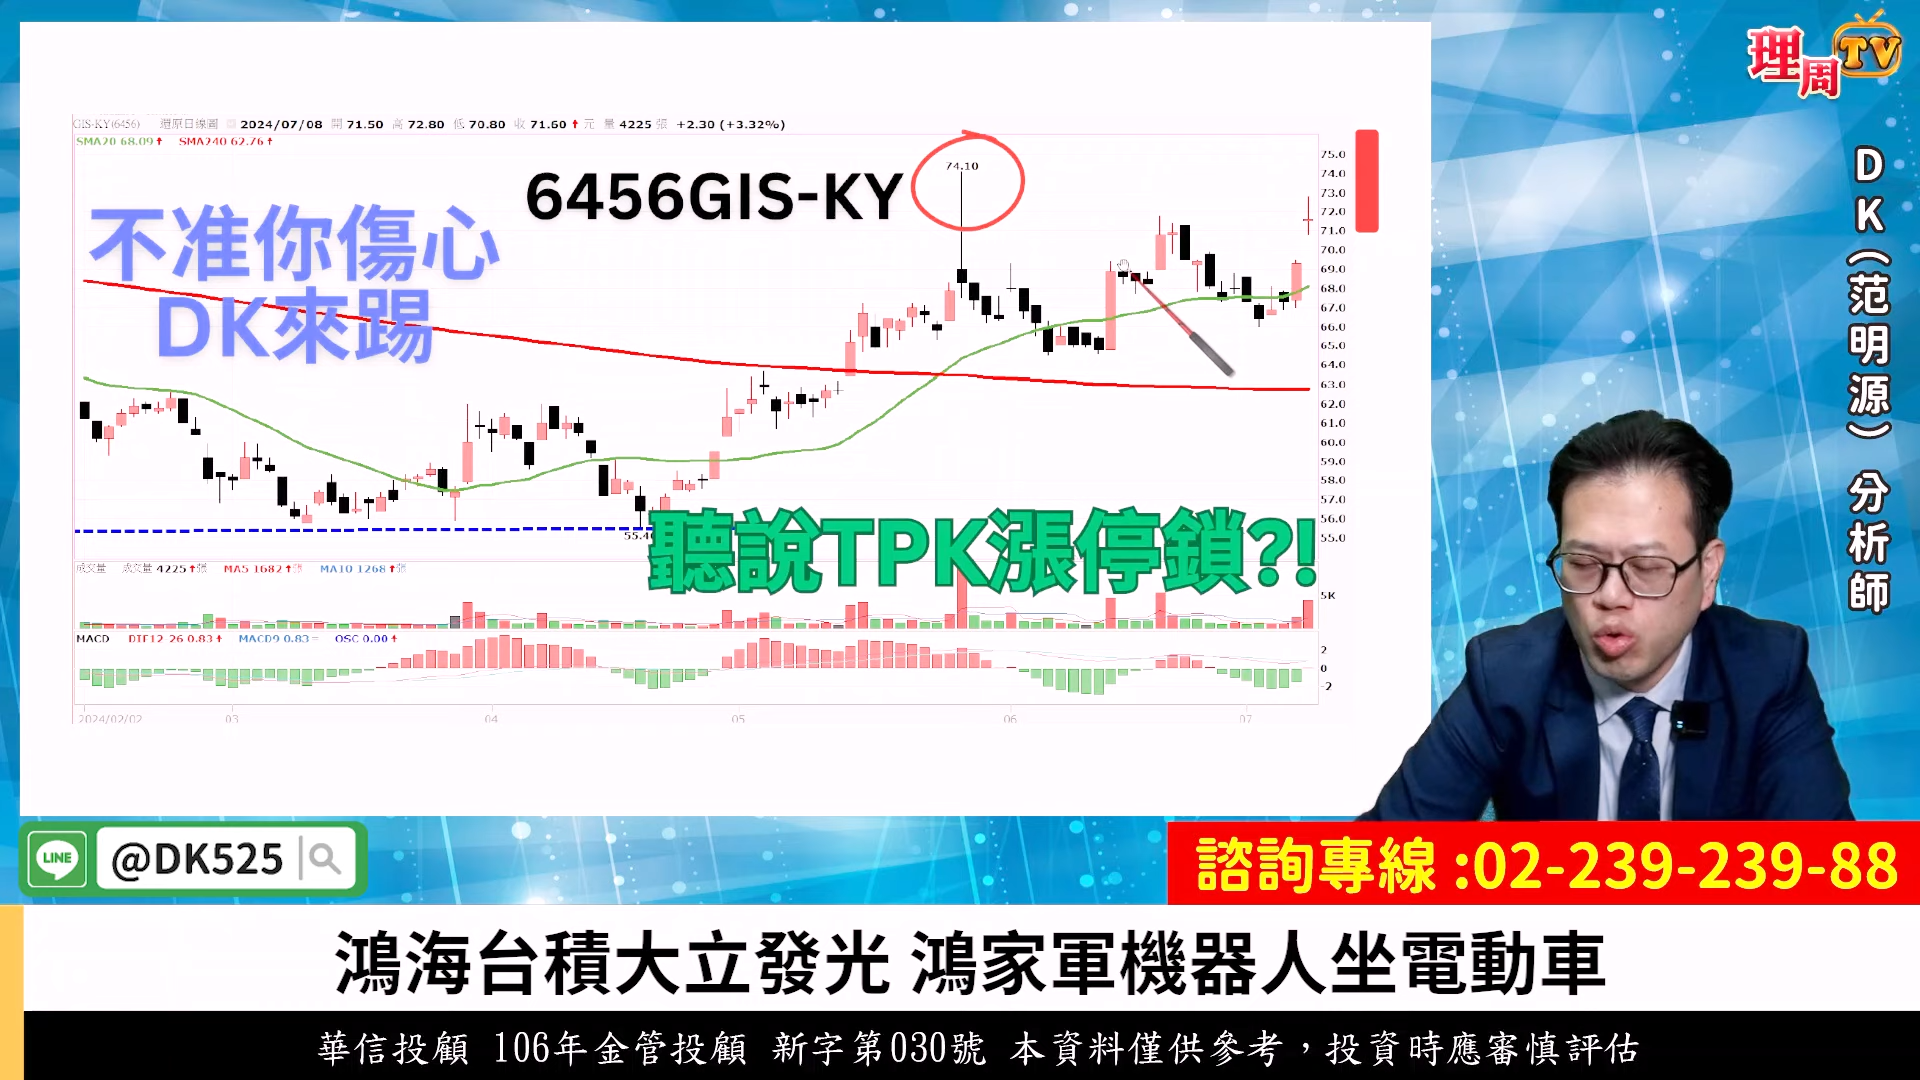 理周TV
GIS-KY(6456) 還原日線圖 2024/07/08 開 71.50 高 72.80 低 70.80 收 71.60 ↑ 元 量 4225 張 +2.30 (+3.32%)
SMA20 68.09↑ SMA240 62.76↑
74.10
6456GIS-KY
不准你傷心
DK來踢
75.0
74.0
73.0
72.0
71.0
70.0
69.0
68.0
67.0
66.0
65.0
64.0
63.0
62.0
61.0
60.0
59.0
58.0
57.0
56.0
55.0
聽說TPK漲停鎖?!
成交量 成交量 4225↑張 MA5 1682↑張 MA10 1268↑張
5K
MACD DIF12-26 0.83↑ MACD9 0.83= OSC 0.00↑
2
0
-2
2024/02/02 03 04 05 06 07
DK(范明源)分析師
LINE @DK525
諮詢專線:02-239-239-88
鴻海台積大立發光 鴻家軍機器人坐電動車
華信投顧 106年金管投顧 新字第030號 本資料僅供參考，投資時應審慎評估